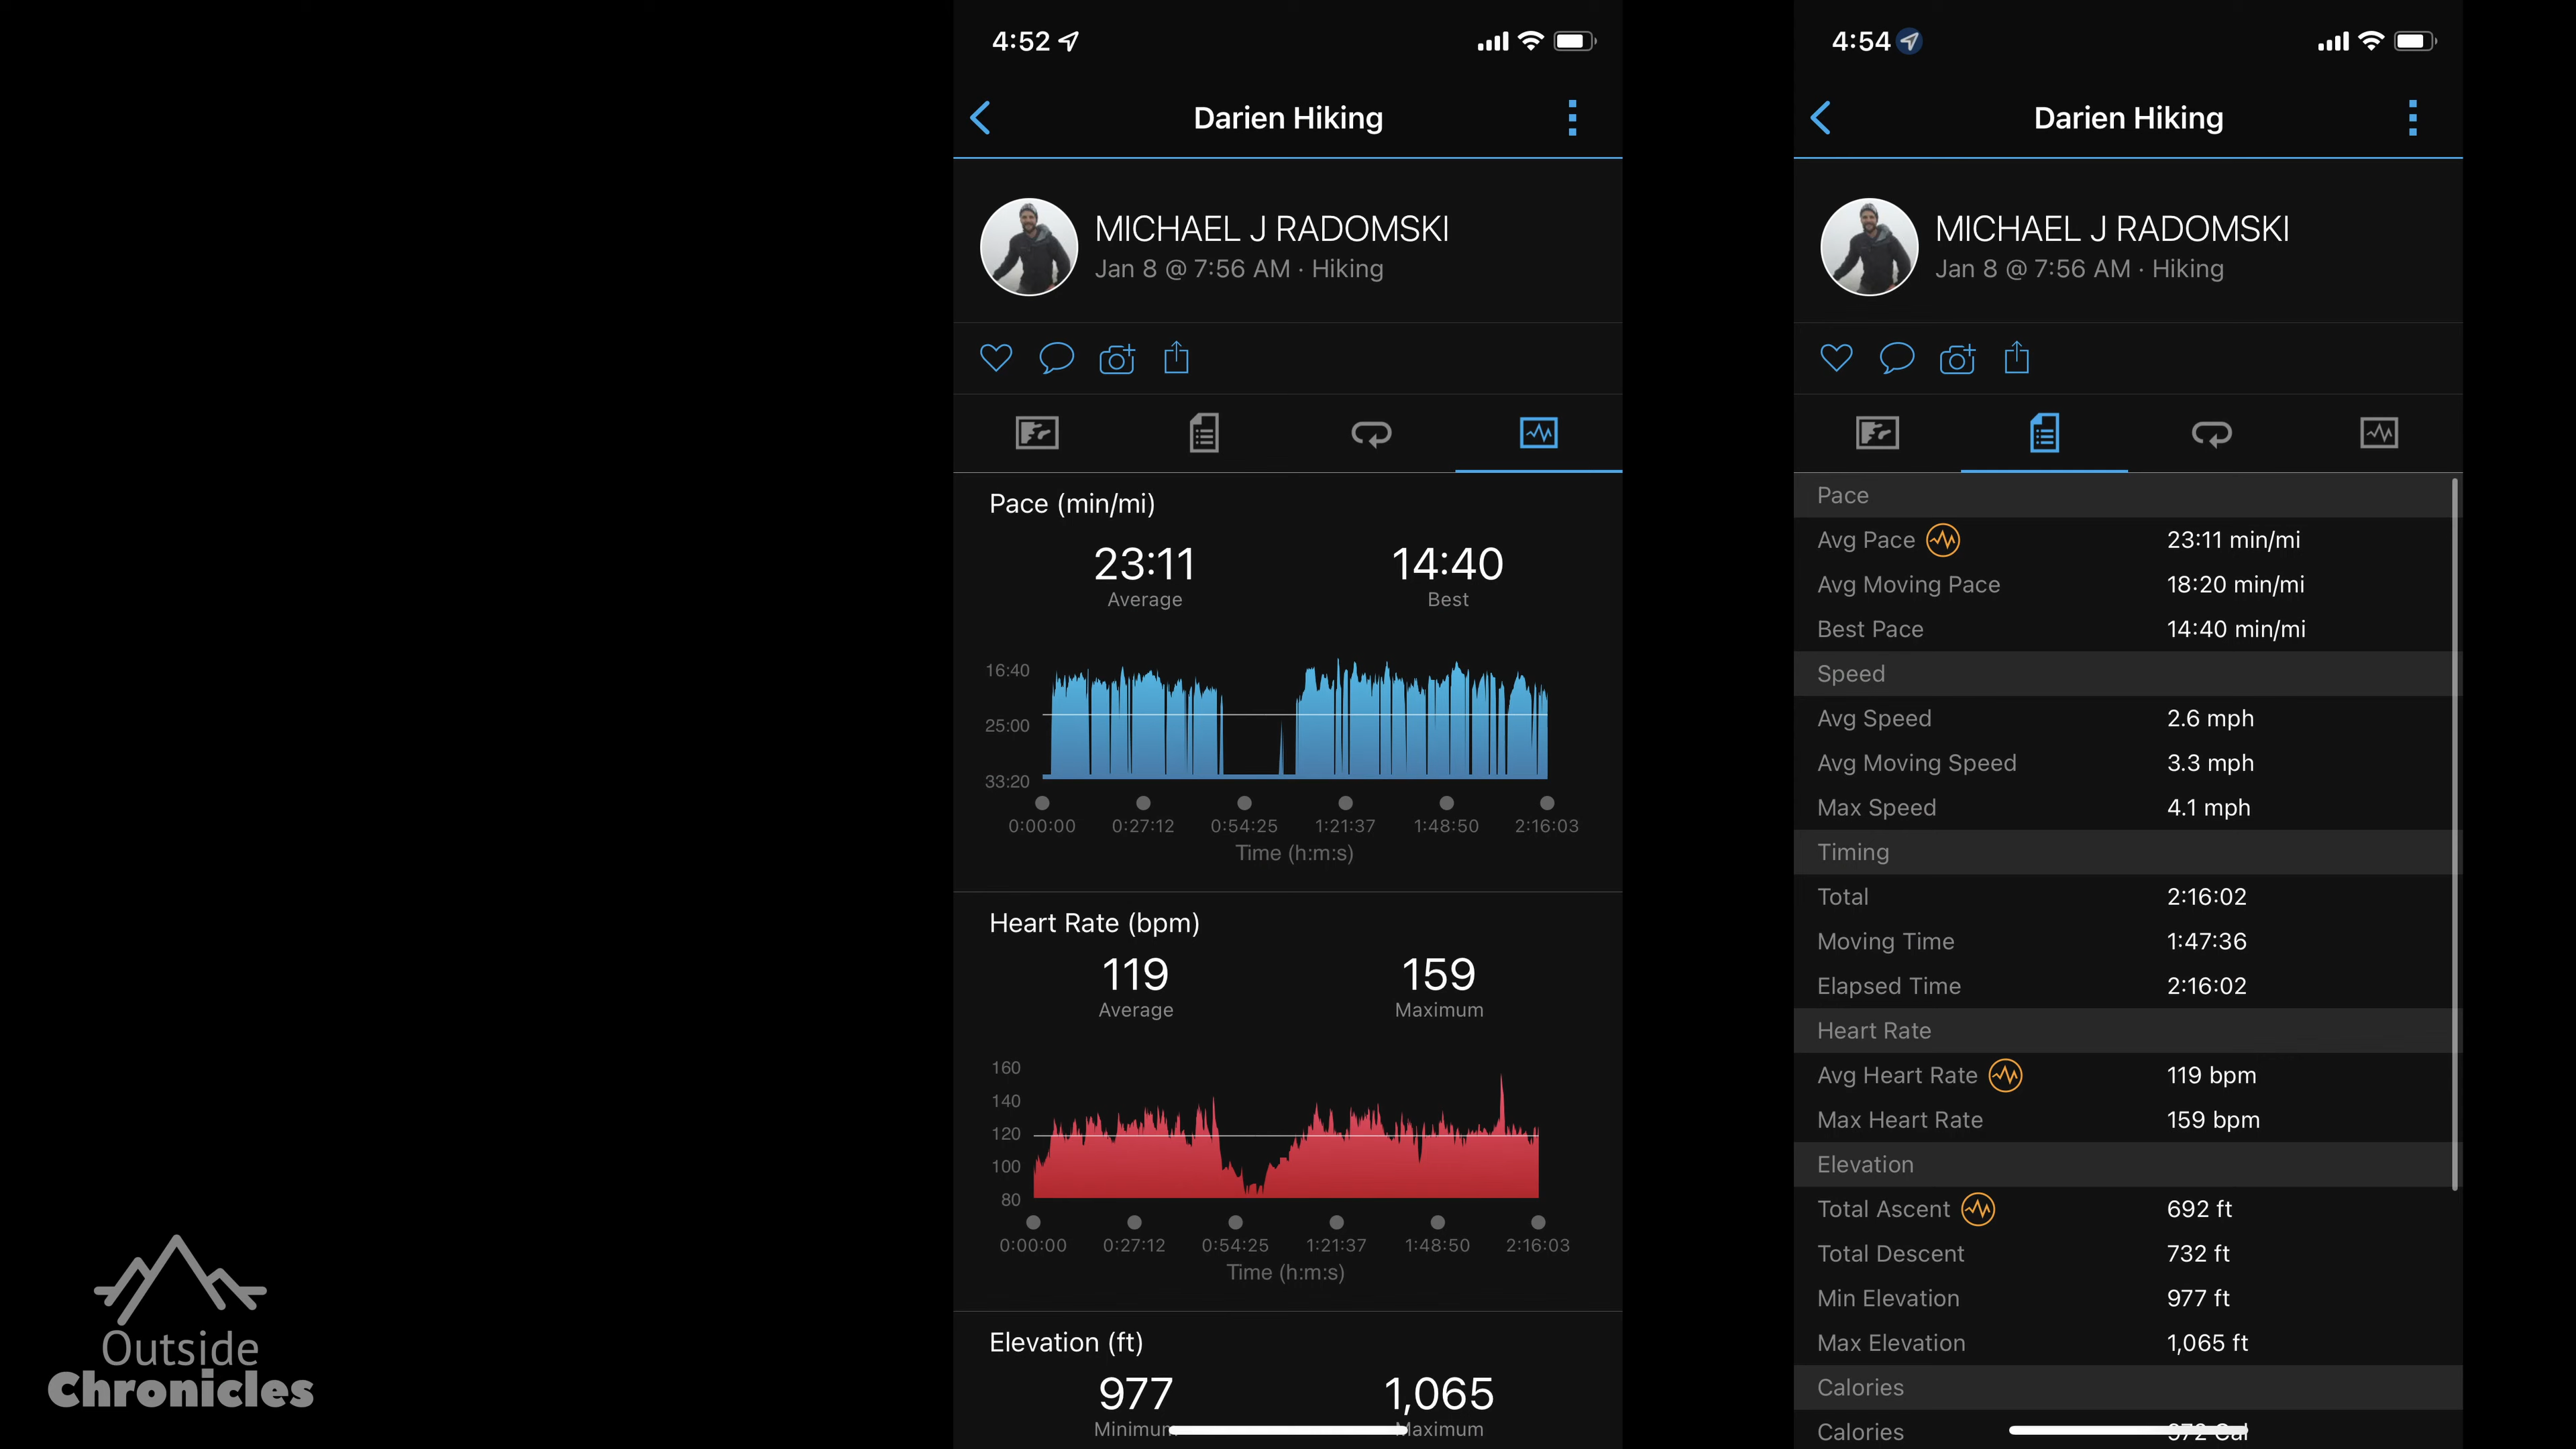 4:52
Darien Hiking
MICHAEL J RADOMSKI
Jan 8 @ 7:56 AM · Hiking
Pace (min/mi)
23:11 14:40
Average Best
16:40
25:00
33:20
0:00:00 0:27:12 0:54:25 1:21:37 1:48:50 2:16:03
Time (h:m:s)
Heart Rate (bpm)
119 159
Average Maximum
160
140
120
100
80
0:00:00 0:27:12 0:54:25 1:21:37 1:48:50 2:16:03
Time (h:m:s)
Elevation (ft)
977 1,065
Minimum Maximum
4:54
Darien Hiking
MICHAEL J RADOMSKI
Jan 8 @ 7:56 AM · Hiking
Pace
Avg Pace 23:11 min/mi
Avg Moving Pace 18:20 min/mi
Best Pace 14:40 min/mi
Speed
Avg Speed 2.6 mph
Avg Moving Speed 3.3 mph
Max Speed 4.1 mph
Timing
Total 2:16:02
Moving Time 1:47:36
Elapsed Time 2:16:02
Heart Rate
Avg Heart Rate 119 bpm
Max Heart Rate 159 bpm
Elevation
Total Ascent 692 ft
Total Descent 732 ft
Min Elevation 977 ft
Max Elevation 1,065 ft
Calories
Calories
Outside
Chronicles